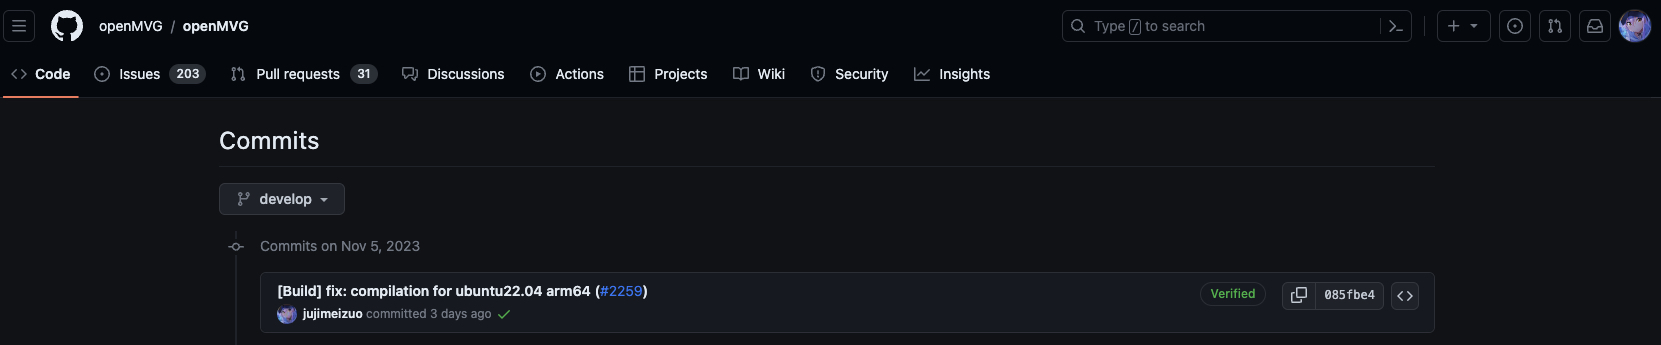 openMVG / openMVG
Type / to search
Code
Issues 203
Pull requests 31
Discussions
Actions
Projects
Wiki
Security
Insights
Commits
develop
Commits on Nov 5, 2023
[Build] fix: compilation for ubuntu22.04 arm64 (#2259)
Verified
085fbe4
jujimeizuo committed 3 days ago